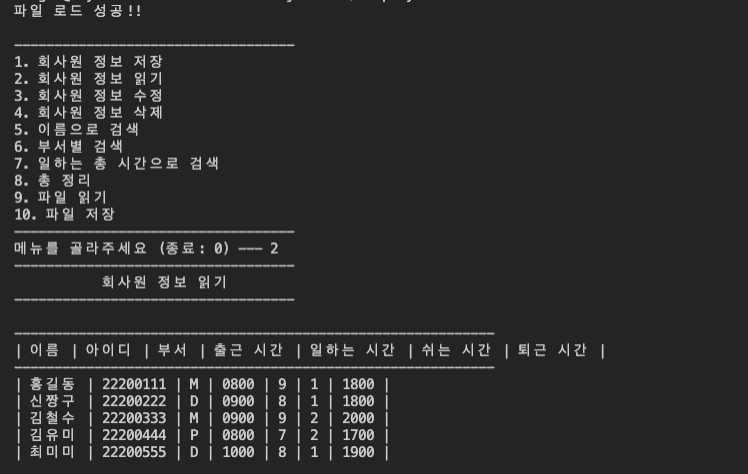 파일 로드 성공!!
-----------------------------------
1. 회사원 정보 저장
2. 회사원 정보 읽기
3. 회사원 정보 수정
4. 회사원 정보 삭제
5. 이름으로 검색
6. 부서별 검색
7. 일하는 총 시간으로 검색
8. 총 정리
9. 파일 읽기
10. 파일 저장
-----------------------------------
메뉴를 골라주세요 (종료: 0) --- 2
-----------------------------------
회사원 정보 읽기
-----------------------------------
------------------------------------------------------------
| 이름 | 아이디 | 부서 | 출근 시간 | 일하는 시간 | 쉬는 시간 | 퇴근 시간 |
------------------------------------------------------------
| 홍길동 | 22200111 | M | 0800 | 9 | 1 | 1800 |
| 신짱구 | 22200222 | D | 0900 | 8 | 1 | 1800 |
| 김철수 | 22200333 | M | 0900 | 9 | 2 | 2000 |
| 김유미 | 22200444 | P | 0800 | 7 | 2 | 1700 |
| 최미미 | 22200555 | D | 1000 | 8 | 1 | 1900 |